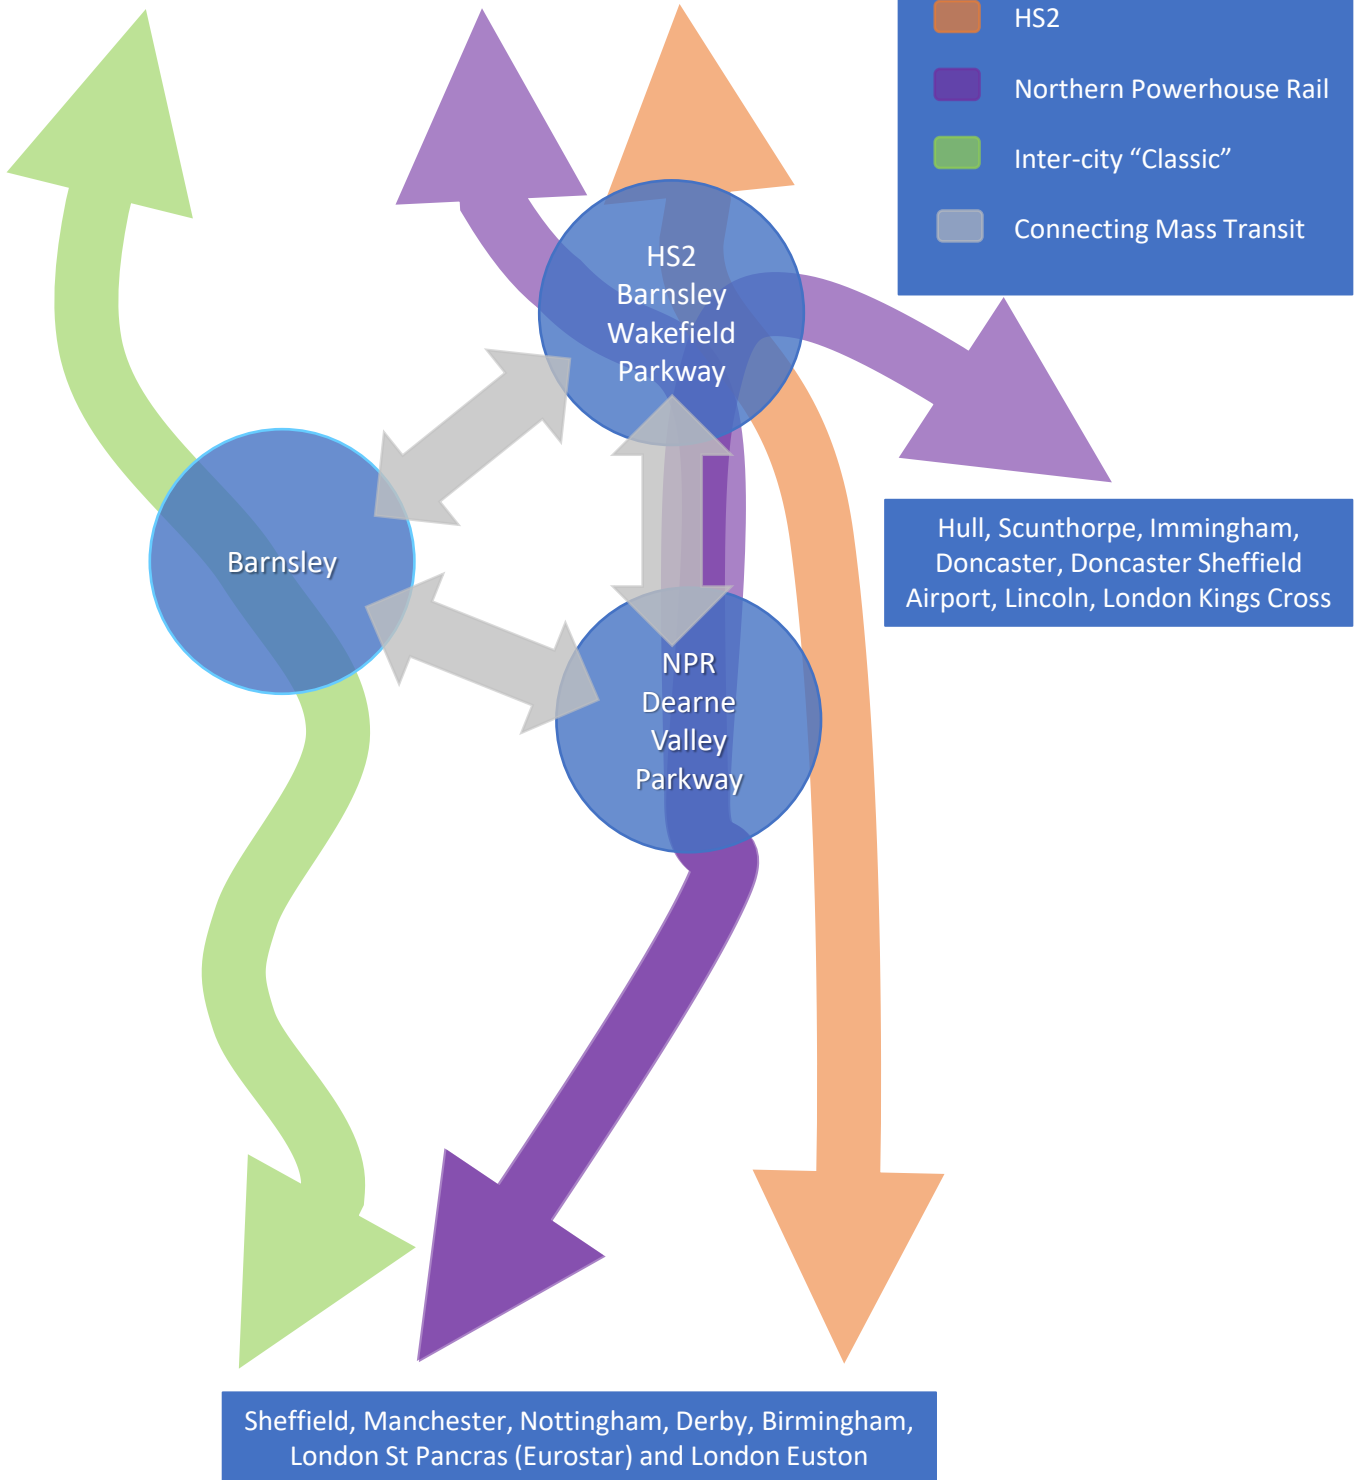 HS2
Northern Powerhouse Rail
Inter-city “Classic”
Connecting Mass Transit
HS2
Barnsley
Wakefield
Parkway
Hull, Scunthorpe, Immingham,
Doncaster, Doncaster Sheffield
Airport, Lincoln, London Kings Cross
Barnsley
NPR
Dearne
Valley
Parkway
Sheffield, Manchester, Nottingham, Derby, Birmingham,
London St Pancras (Eurostar) and London Euston